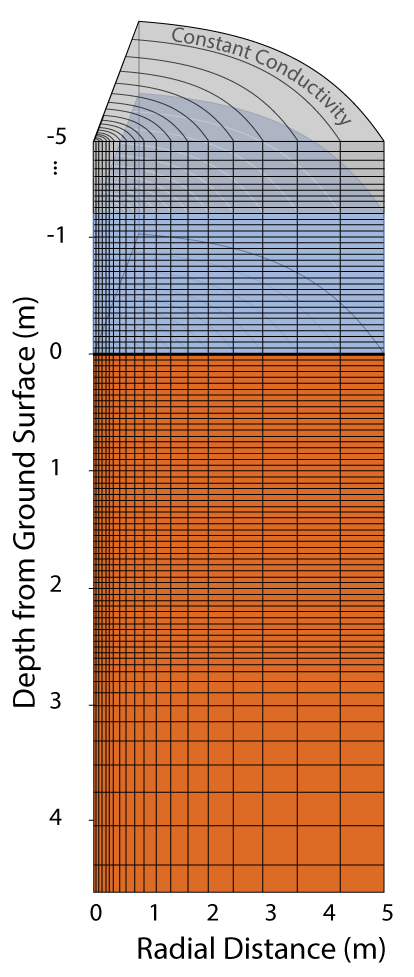 Constant Conductivity
-5
...
-1
0
1
2
3
4
Depth from Ground Surface (m)
0 1 2 3 4 5
Radial Distance (m)